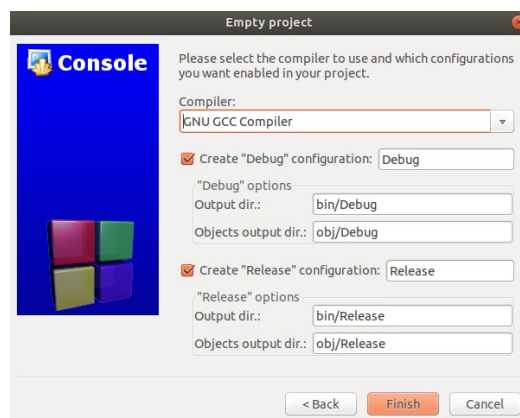 Empty project
Console
Please select the compiler to use and which configurations
you want enabled in your project.
Compiler:
GNU GCC Compiler
Create "Debug" configuration: Debug
"Debug" options
Output dir.: bin/Debug
Objects output dir.: obj/Debug
Create "Release" configuration: Release
"Release" options
Output dir.: bin/Release
Objects output dir.: obj/Release
< Back Finish Cancel